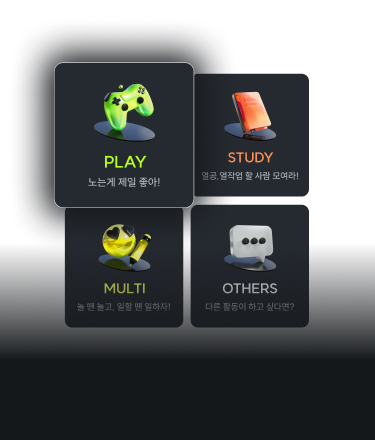 PLAY
노는게 제일 좋아!
STUDY
열공,열작업 할 사람 모여라!
MULTI
놀 땐 놀고, 일할 땐 일하자!
OTHERS
다른 활동이 하고 싶다면?